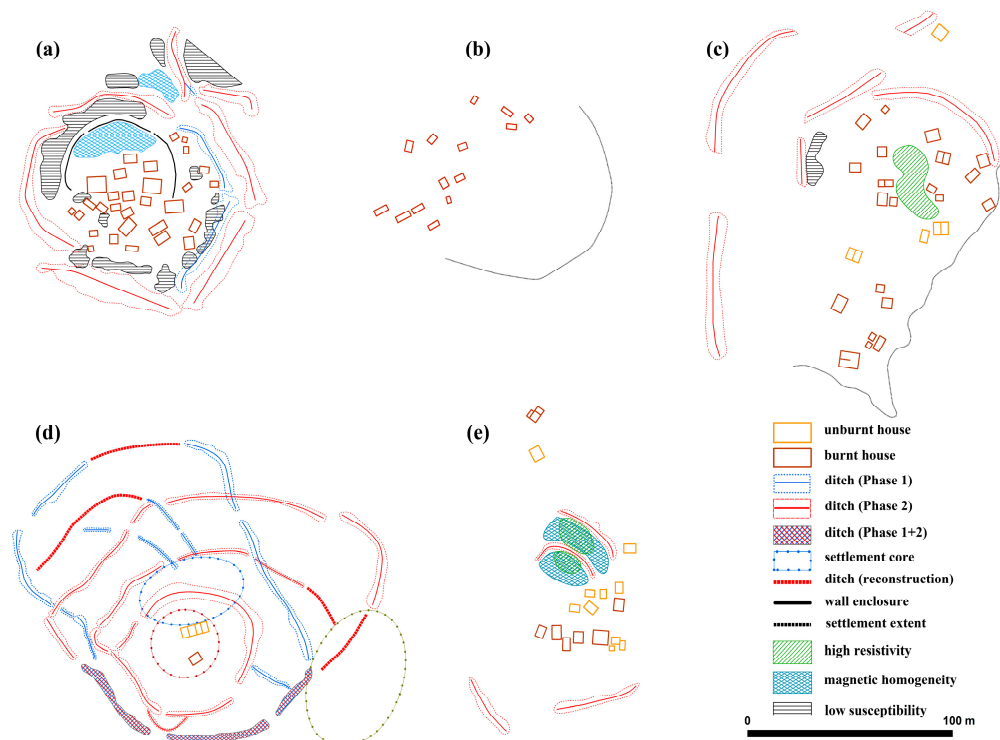 (a)
(b)
(c)
(d)
(e)
unburnt house
burnt house
ditch (Phase 1)
ditch (Phase 2)
ditch (Phase 1+2)
settlement core
ditch (reconstruction)
wall enclosure
settlement extent
high resistivity
magnetic homogeneity
low susceptibility
0 100 m